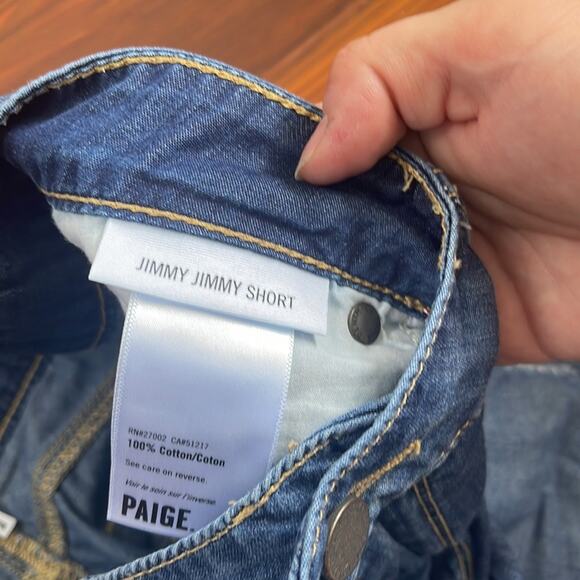 JIMMY JIMMY SHORT
RN#27002 CA#51217
100% Cotton/Coton
See care on reverse.
Voir le soin sur l'inverse
PAIGE.